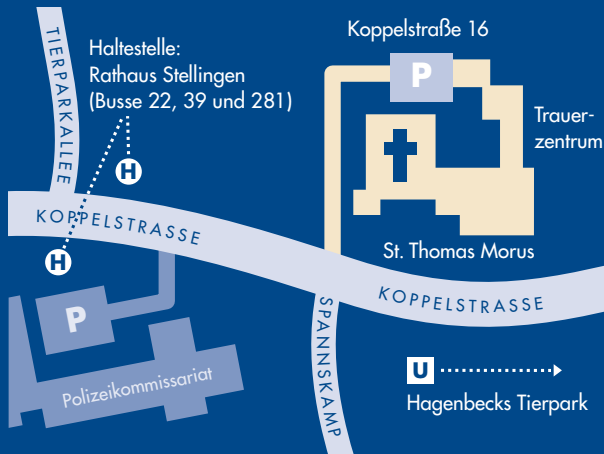 TIERPARKALLEE
Haltestelle:
Rathaus Stellingen
(Busse 22, 39 und 281)
H
H
Koppelstraße 16
P
Trauer-
zentrum
St. Thomas Morus
KOPPELSTRASSE
KOPPELSTRASSE
P
Polizeikommissariat
SPANNSKAMP
U
Hagenbecks Tierpark